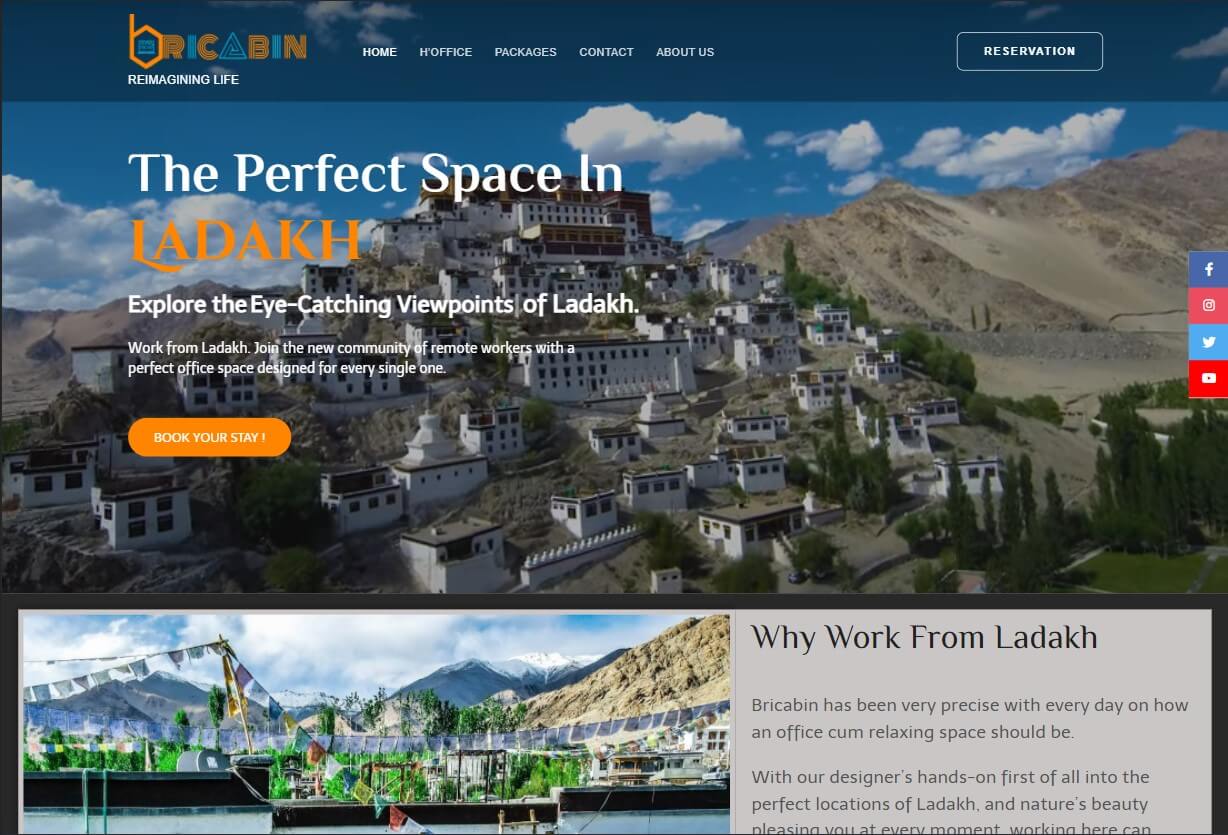 bRICABIN
REIMAGINING LIFE
HOME H'OFFICE PACKAGES CONTACT ABOUT US
RESERVATION
The Perfect Space In
LADAKH
Explore the Eye-Catching Viewpoints of Ladakh.
Work from Ladakh. Join the new community of remote workers with a
perfect office space designed for every single one.
BOOK YOUR STAY !
Why Work From Ladakh
Bricabin has been very precise with every day on how
an office cum relaxing space should be.
With our designer's hands-on first of all into the
perfect locations of Ladakh, and nature's beauty
pleasing you at every moment, working here can